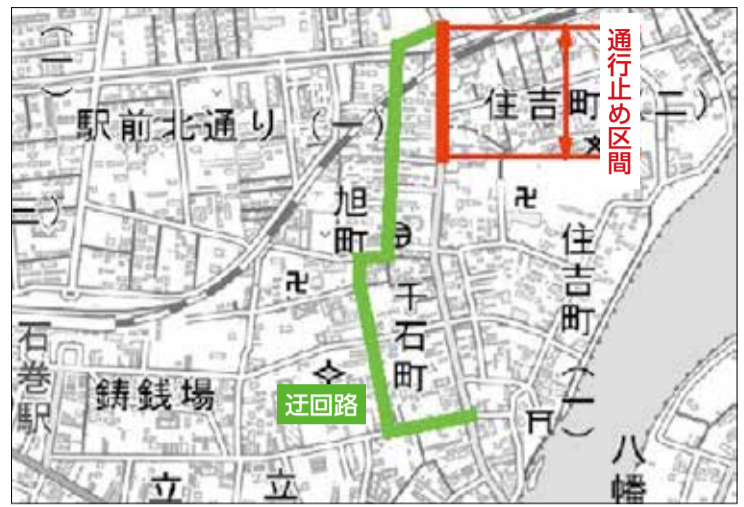 (一)
駅前北通り(一)
住吉町(二)
通行止め区間
旭町
住吉町(一)
千石町
石巻駅
鋳銭場
迂回路
八幡
立
立